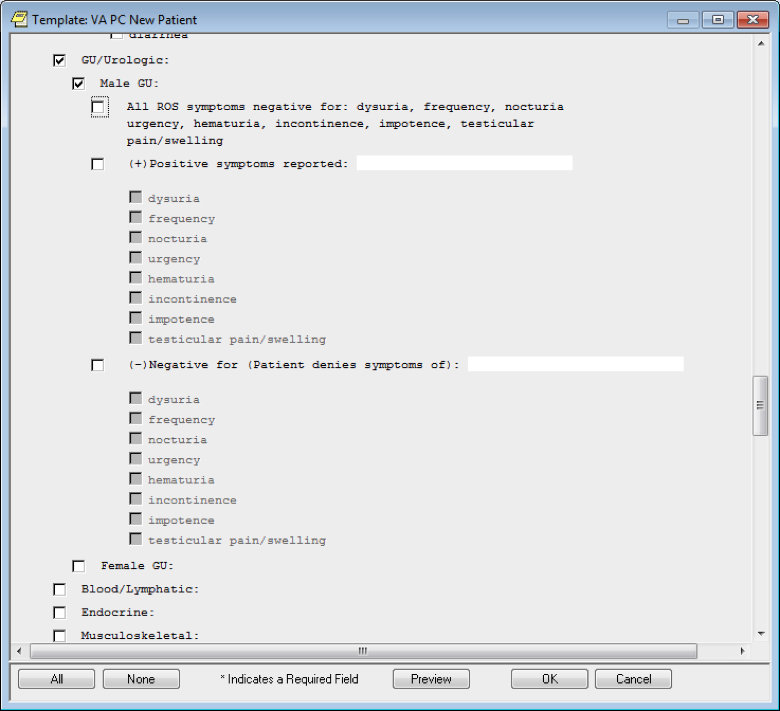 Template: VA PC New Patient
diarrhea
GU/Urologic:
Male GU:
All ROS symptoms negative for: dysuria, frequency, nocturia
urgency, hematuria, incontinence, impotence, testicular
pain/swelling
(+)Positive symptoms reported:
dysuria
frequency
nocturia
urgency
hematuria
incontinence
impotence
testicular pain/swelling
(-)Negative for (Patient denies symptoms of):
dysuria
frequency
nocturia
urgency
hematuria
incontinence
impotence
testicular pain/swelling
Female GU:
Blood/Lymphatic:
Endocrine:
Musculoskeletal:
All None * Indicates a Required Field Preview OK Cancel